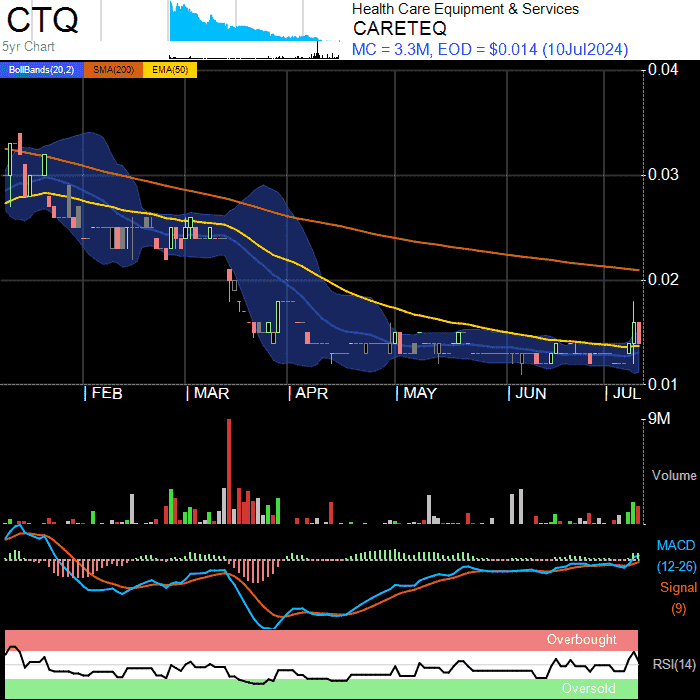 CTQ
5yr Chart
Health Care Equipment & Services
CARETEQ
MC = 3.3M, EOD = $0.014 (10Jul2024)
BollBands(20,2) SMA(200) EMA(50)
0.04
0.03
0.02
0.01
FEB MAR APR MAY JUN JUL
9M
Volume
MACD
(12-26)
Signal
(9)
Overbought
RSI(14)
Oversold